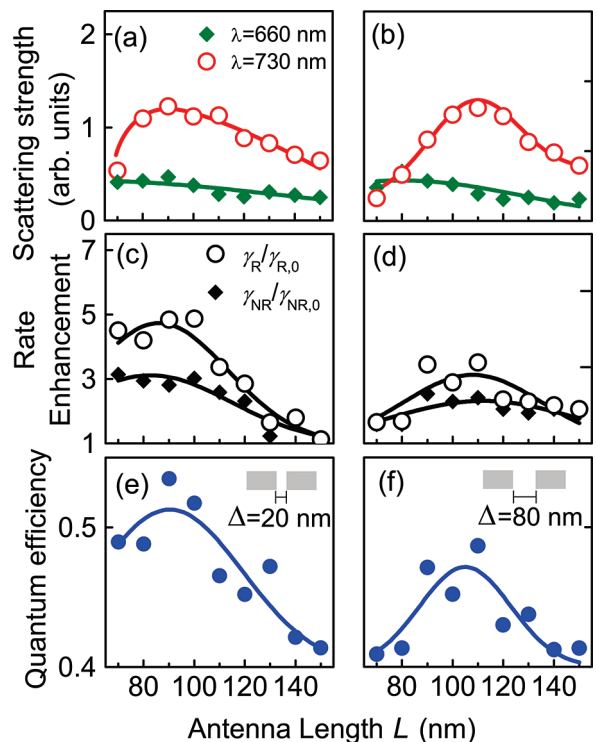 Scattering strength
(arb. units)
2
1
0
(a)
λ=660 nm
λ=730 nm
(b)
Rate
Enhancement
7
5
3
1
(c)
γR/γR,0
γNR/γNR,0
(d)
Quantum efficiency
0.5
0.4
(e)
Δ=20 nm
(f)
Δ=80 nm
80 100 120 140
80 100 120 140
Antenna Length L (nm)